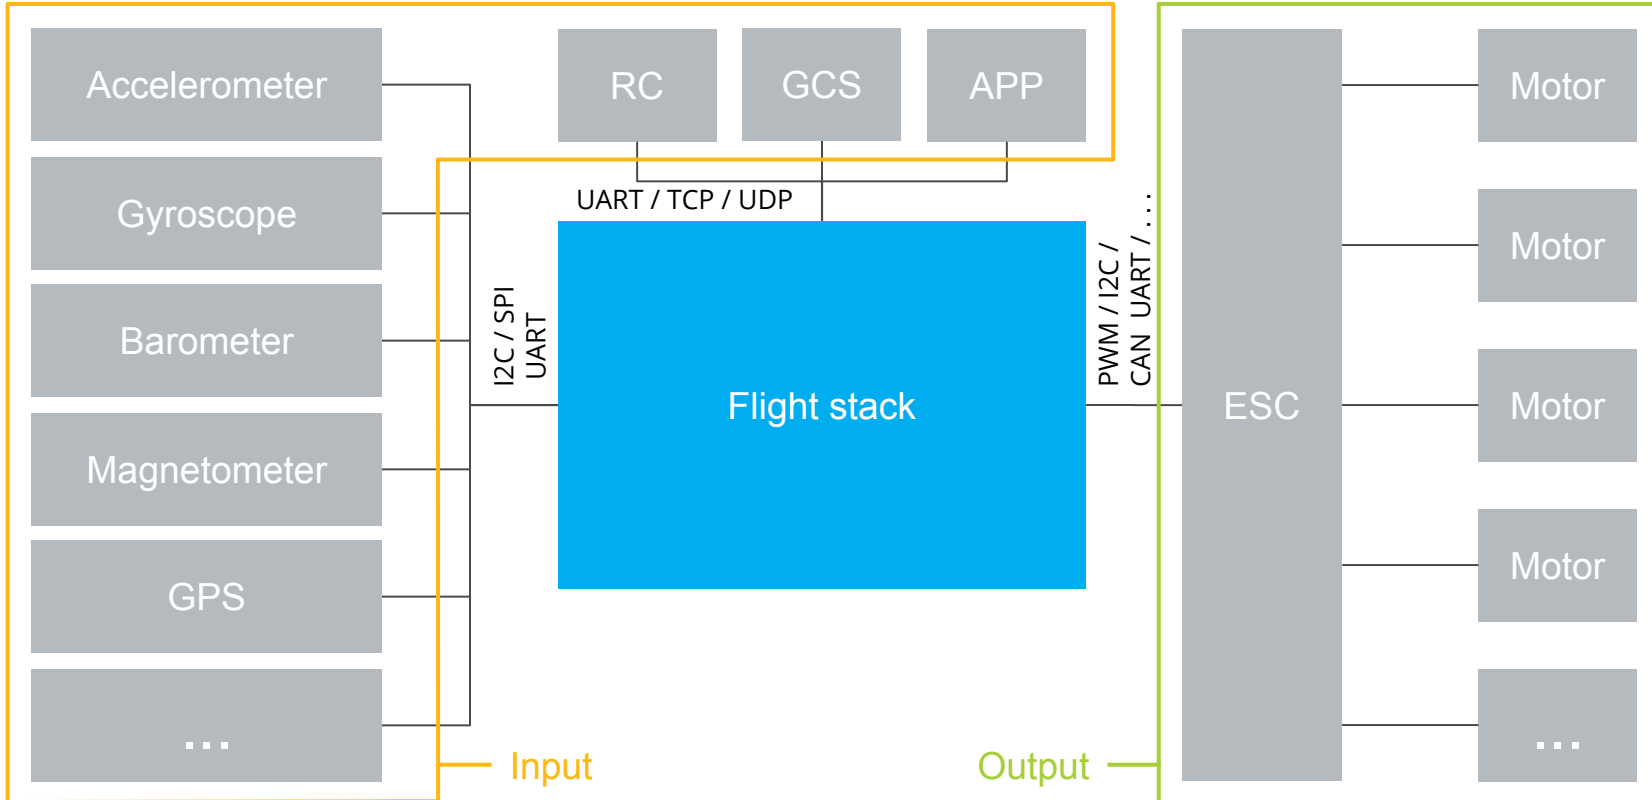 Accelerometer
Gyroscope
Barometer
Magnetometer
GPS
...
RC
GCS
APP
UART / TCP / UDP
I2C / SPI
UART
Flight stack
PWM / I2C /
CAN UART / ....
ESC
Motor
Motor
Motor
Motor
...
Input
Output